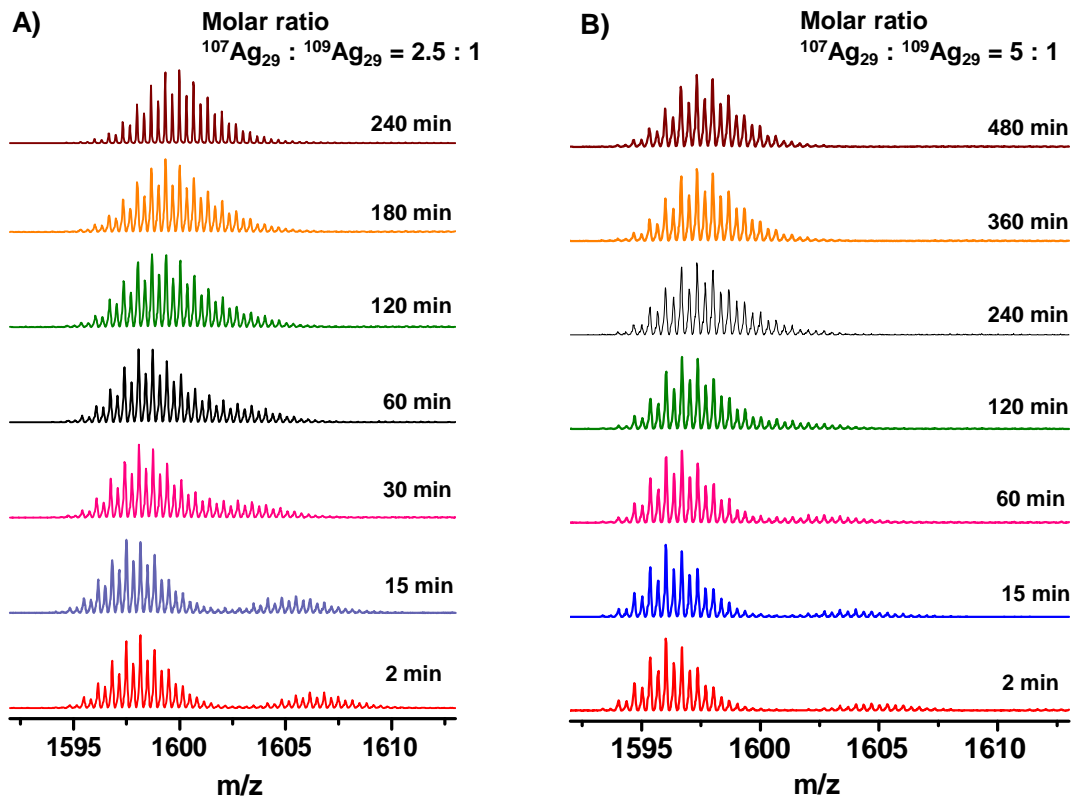 A)
Molar ratio
¹⁰⁷Ag₂₉ : ¹⁰⁹Ag₂₉ = 2.5 : 1
240 min
180 min
120 min
60 min
30 min
15 min
2 min
1595 1600 1605 1610
m/z
B)
Molar ratio
¹⁰⁷Ag₂₉ : ¹⁰⁹Ag₂₉ = 5 : 1
480 min
360 min
240 min
120 min
60 min
15 min
2 min
1595 1600 1605 1610
m/z